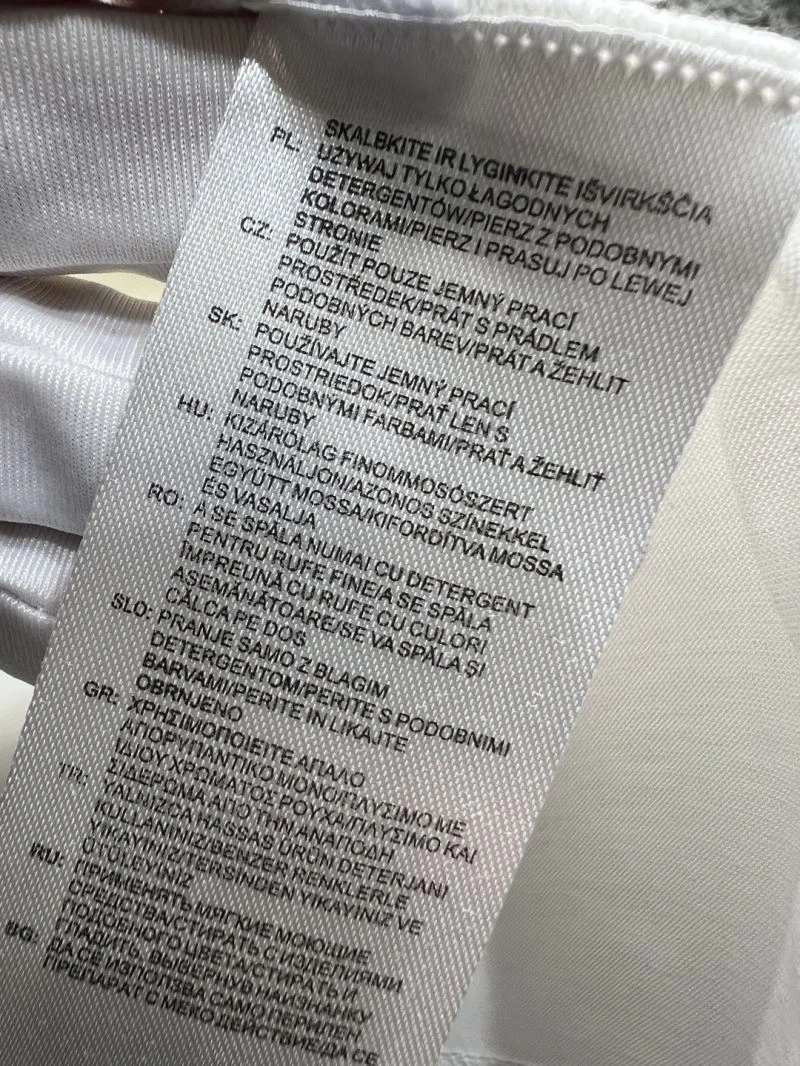 SKALBKITE IR LYGINKITE IŠVIRKŠČIA
PL: UŻYWAJ TYLKO ŁAGODNYCH
DETERGENTÓW/PIERZ Z PODOBNYMI
KOLORAMI/PIERZ I PRASUJ PO LEWEJ
STRONIE
CZ: POUŽÍT POUZE JEMNÝ PRACÍ
PROSTŘEDEK/PRÁT S PRÁDLEM
PODOBNÝCH BAREV/PRÁT A ŽEHLIT
NARUBY
SK: POUŽÍVAJTE JEMNÝ PRACÍ
PROSTRIEDOK/PRAŤ LEN S
PODOBNYMI FARBAMI/PRAŤ A ŽEHLIŤ
NARUBY
HU: KIZÁRÓLAG FINOMMOSÓSZERT
HASZNÁLJON/AZONOS SZÍNEKKEL
EGYÜTT MOSSA/KIFORDÍTVA MOSSA
ÉS VASALJA
RO: A SE SPĂLA NUMAI CU DETERGENT
PENTRU RUFE FINE/A SE SPĂLA
ÎMPREUNĂ CU RUFE CU CULORI
ASEMĂNĂTOARE/SE VA SPĂLA ŞI
CĂLCA PE DOS
SLO: PRANJE SAMO Z BLAGIM
DETERGENTOM/PERITE S PODOBNIMI
BARVAMI/PERITE IN LIKAJTE
OBRNJENO
GR: ΧΡΗΣΙΜΟΠΟΙΕΙΤΕ ΑΠΑΛΟ
ΑΠΟΡΥΠΑΝΤΙΚΟ ΜΟΝΟ/ΠΛΥΣΙΜΟ ΜΕ
ΙΔΙΟΥ ΧΡΩΜΑΤΟΣ ΡΟΥΧΑ/ΠΛΥΣΙΜΟ ΚΑΙ
ΣΙΔΕΡΩΜΑ ΑΠΟ ΤΗΝ ΑΝΑΠΟΔΗ
TR: YALNIZCA HASSAS ÜRÜN DETERJANI
KULLANINIZ/BENZER RENKLERLE
YIKAYINIZ/TERSİNDEN YIKAYINIZ VE
ÜTÜLEYİNİZ
RU: ПРИМЕНЯТЬ МЯГКИЕ МОЮЩИЕ
СРЕДСТВА/СТИРАТЬ С ИЗДЕЛИЯМИ
ПОДОБНОГО ЦВЕТА/СТИРАТЬ И
ГЛАДИТЬ, ВЫВЕРНУВ НАИЗНАНКУ
BG: ДА СЕ ИЗПОЛЗВА САМО ПЕРИЛЕН
ПРЕПАРАТ С МЕКО ДЕЙСТВИЕ/ДА СЕ